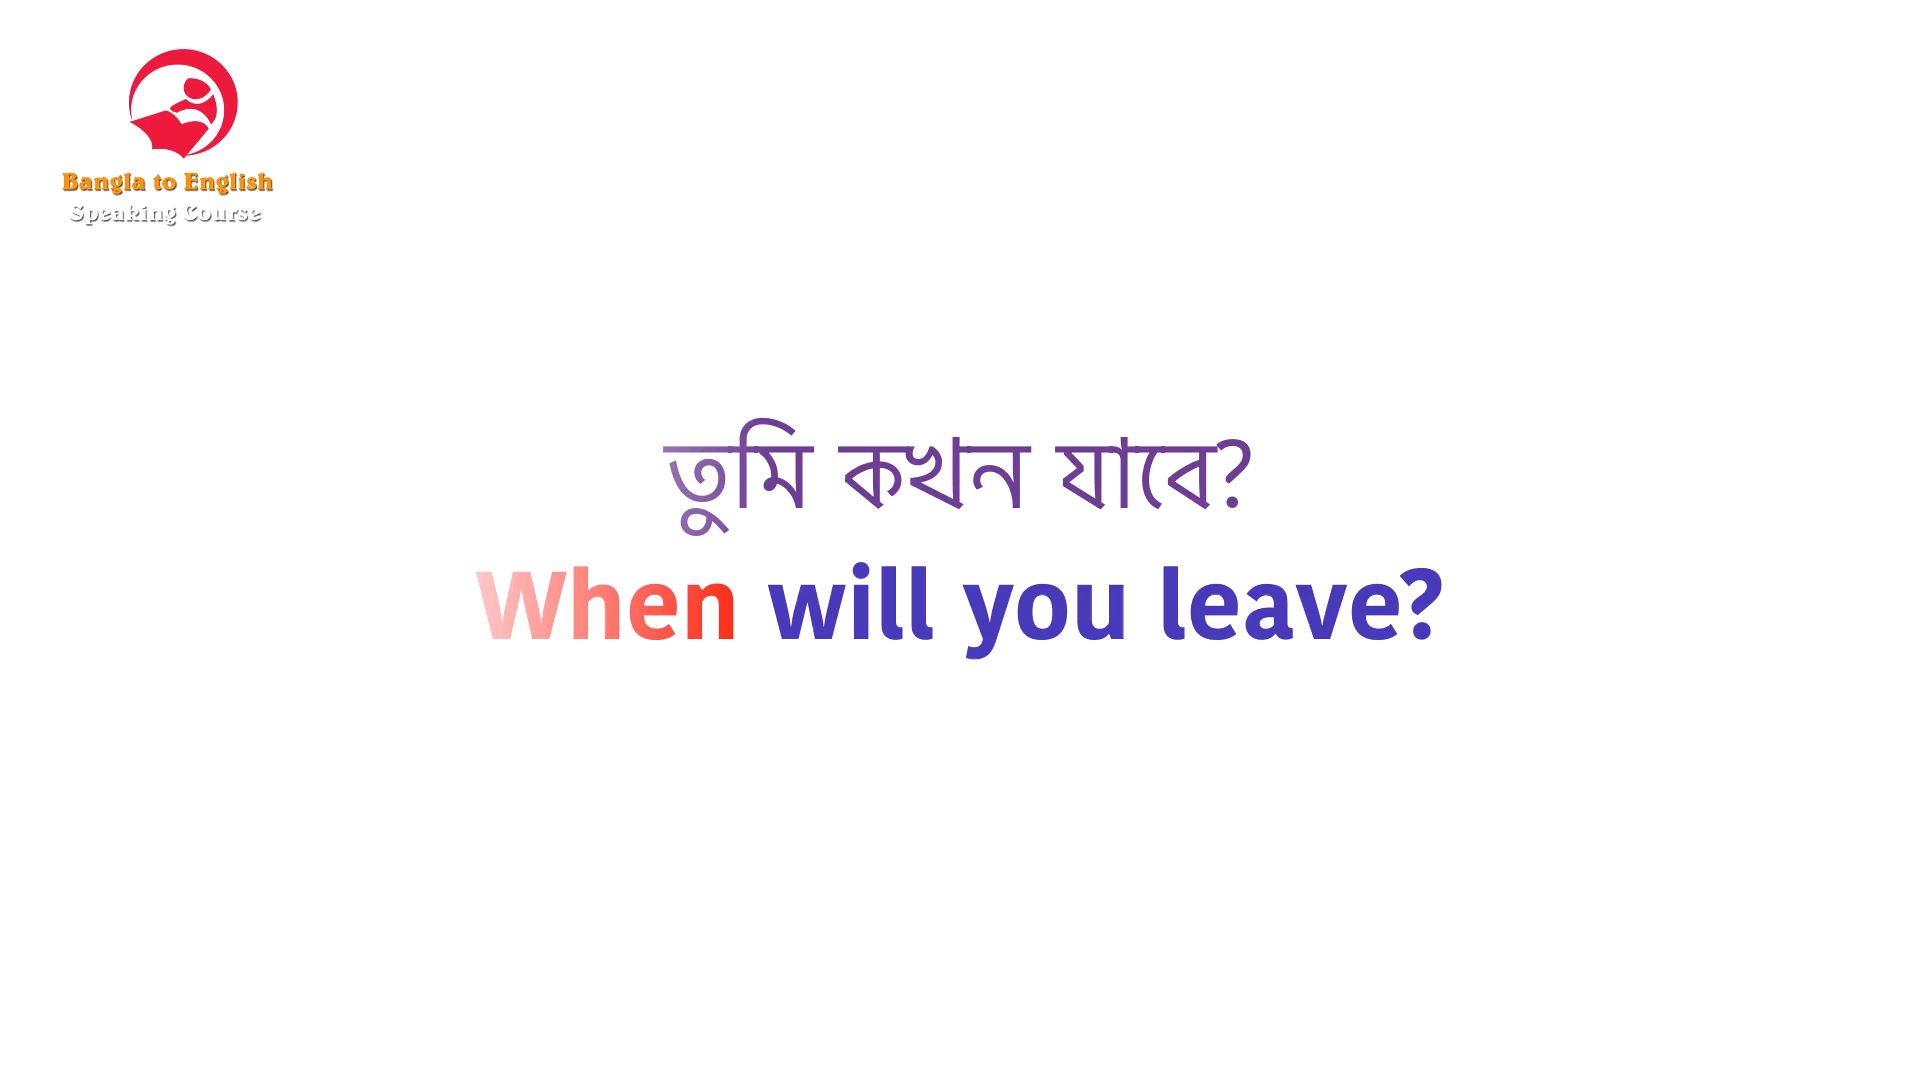 Bangla to English
Speaking Course
তুমি কখন যাবে?
When will you leave?